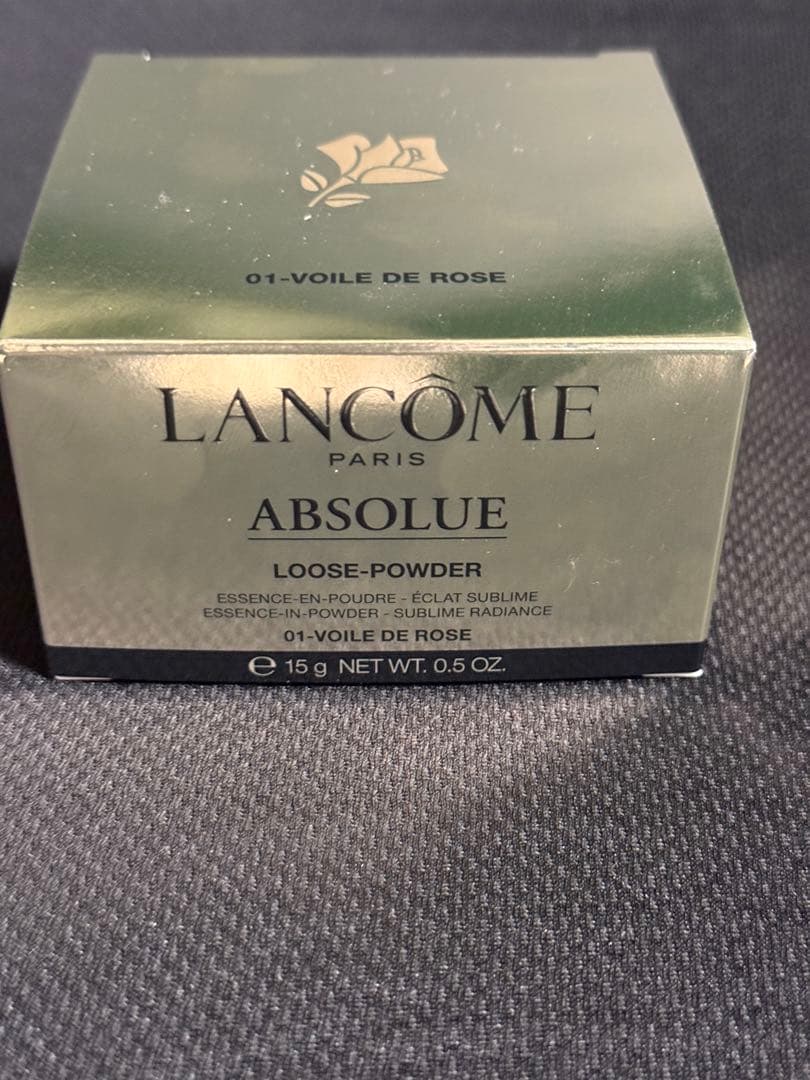 01-VOILE DE ROSE
LANCÔME
PARIS
ABSOLUE
LOOSE-POWDER
ESSENCE-EN-POUDRE - ÉCLAT SUBLIME
ESSENCE-IN-POWDER - SUBLIME RADIANCE
01-VOILE DE ROSE
℮ 15 g NET WT. 0.5 OZ.